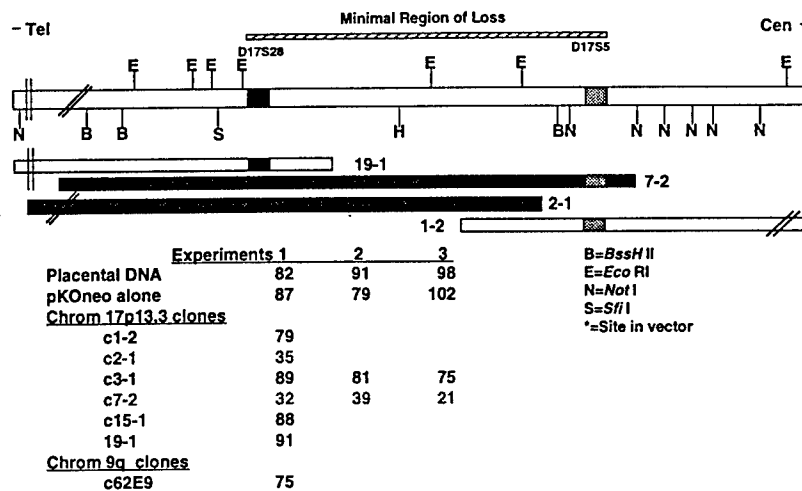 Minimal Region of Loss
– Tel
Cen +
D17S28
D17S5
E E E E E E E
N B B S H B N N N N N N
19-1
7-2
2-1
1-2
Experiments 1 2 3
Placental DNA 82 91 98
pKOneo alone 87 79 102
Chrom 17p13.3 clones
c1-2 79
c2-1 35
c3-1 89 81 75
c7-2 32 39 21
c15-1 88
19-1 91
Chrom 9q clones
c62E9 75
B=BssH II
E=Eco RI
N=Not I
S=Sfi I
*=Site in vector